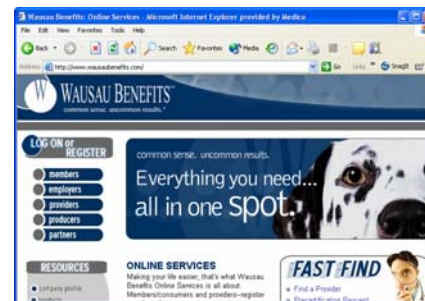 Wausau Benefits: Online Services - Microsoft Internet Explorer provided by Medica
File Edit View Favorites Tools Help
Back Search Favorites Media
Address http://www.wausaubenefits.com/ Go Links SnagIt
W WAUSAU BENEFITS
common sense. uncommon results.
LOG ON or
REGISTER
members
employers
providers
producers
partners
common sense. uncommon results.
Everything you need...
all in one spot.
RESOURCES
company profile
products
ONLINE SERVICES
Making your life easier, that's what Wausau
Benefits Online Services is all about.
Members/consumers and providers-register
FAST FIND
Find a Provider
Precertification Request